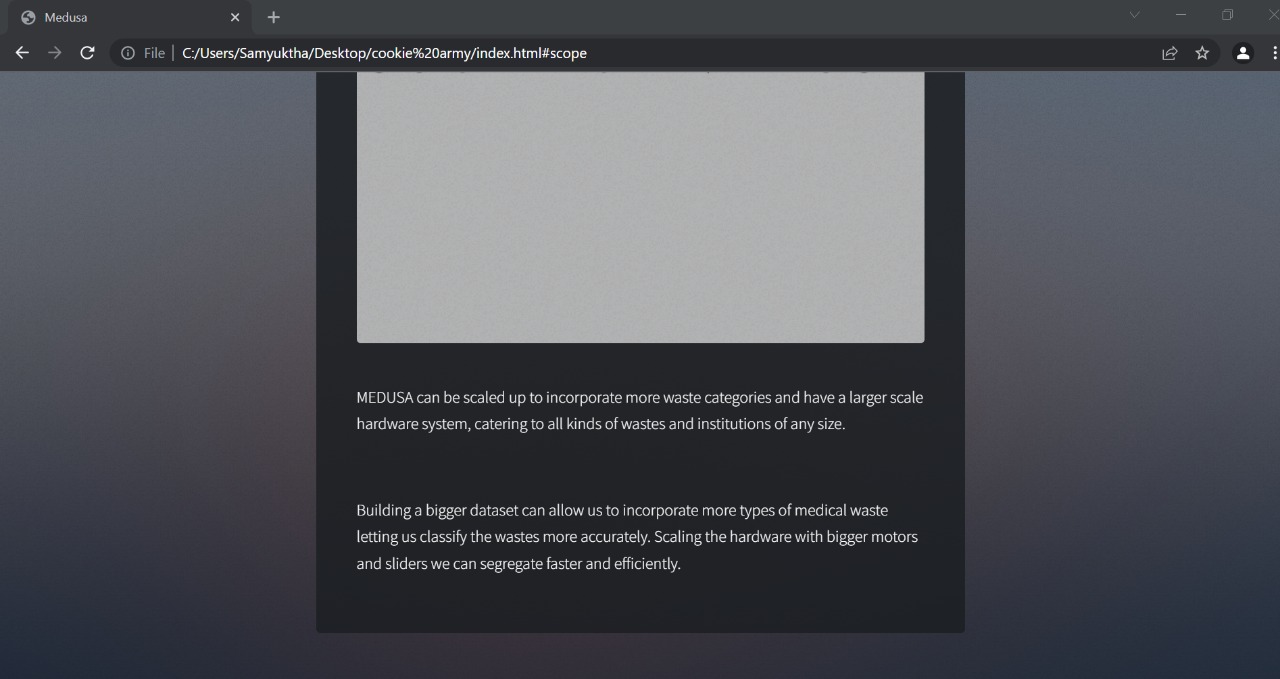 Medusa
File
C:/Users/Samyuktha/Desktop/cookie%20army/index.html#scope
MEDUSA can be scaled up to incorporate more waste categories and have a larger scale
hardware system, catering to all kinds of wastes and institutions of any size.
Building a bigger dataset can allow us to incorporate more types of medical waste
letting us classify the wastes more accurately. Scaling the hardware with bigger motors
and sliders we can segregate faster and efficiently.